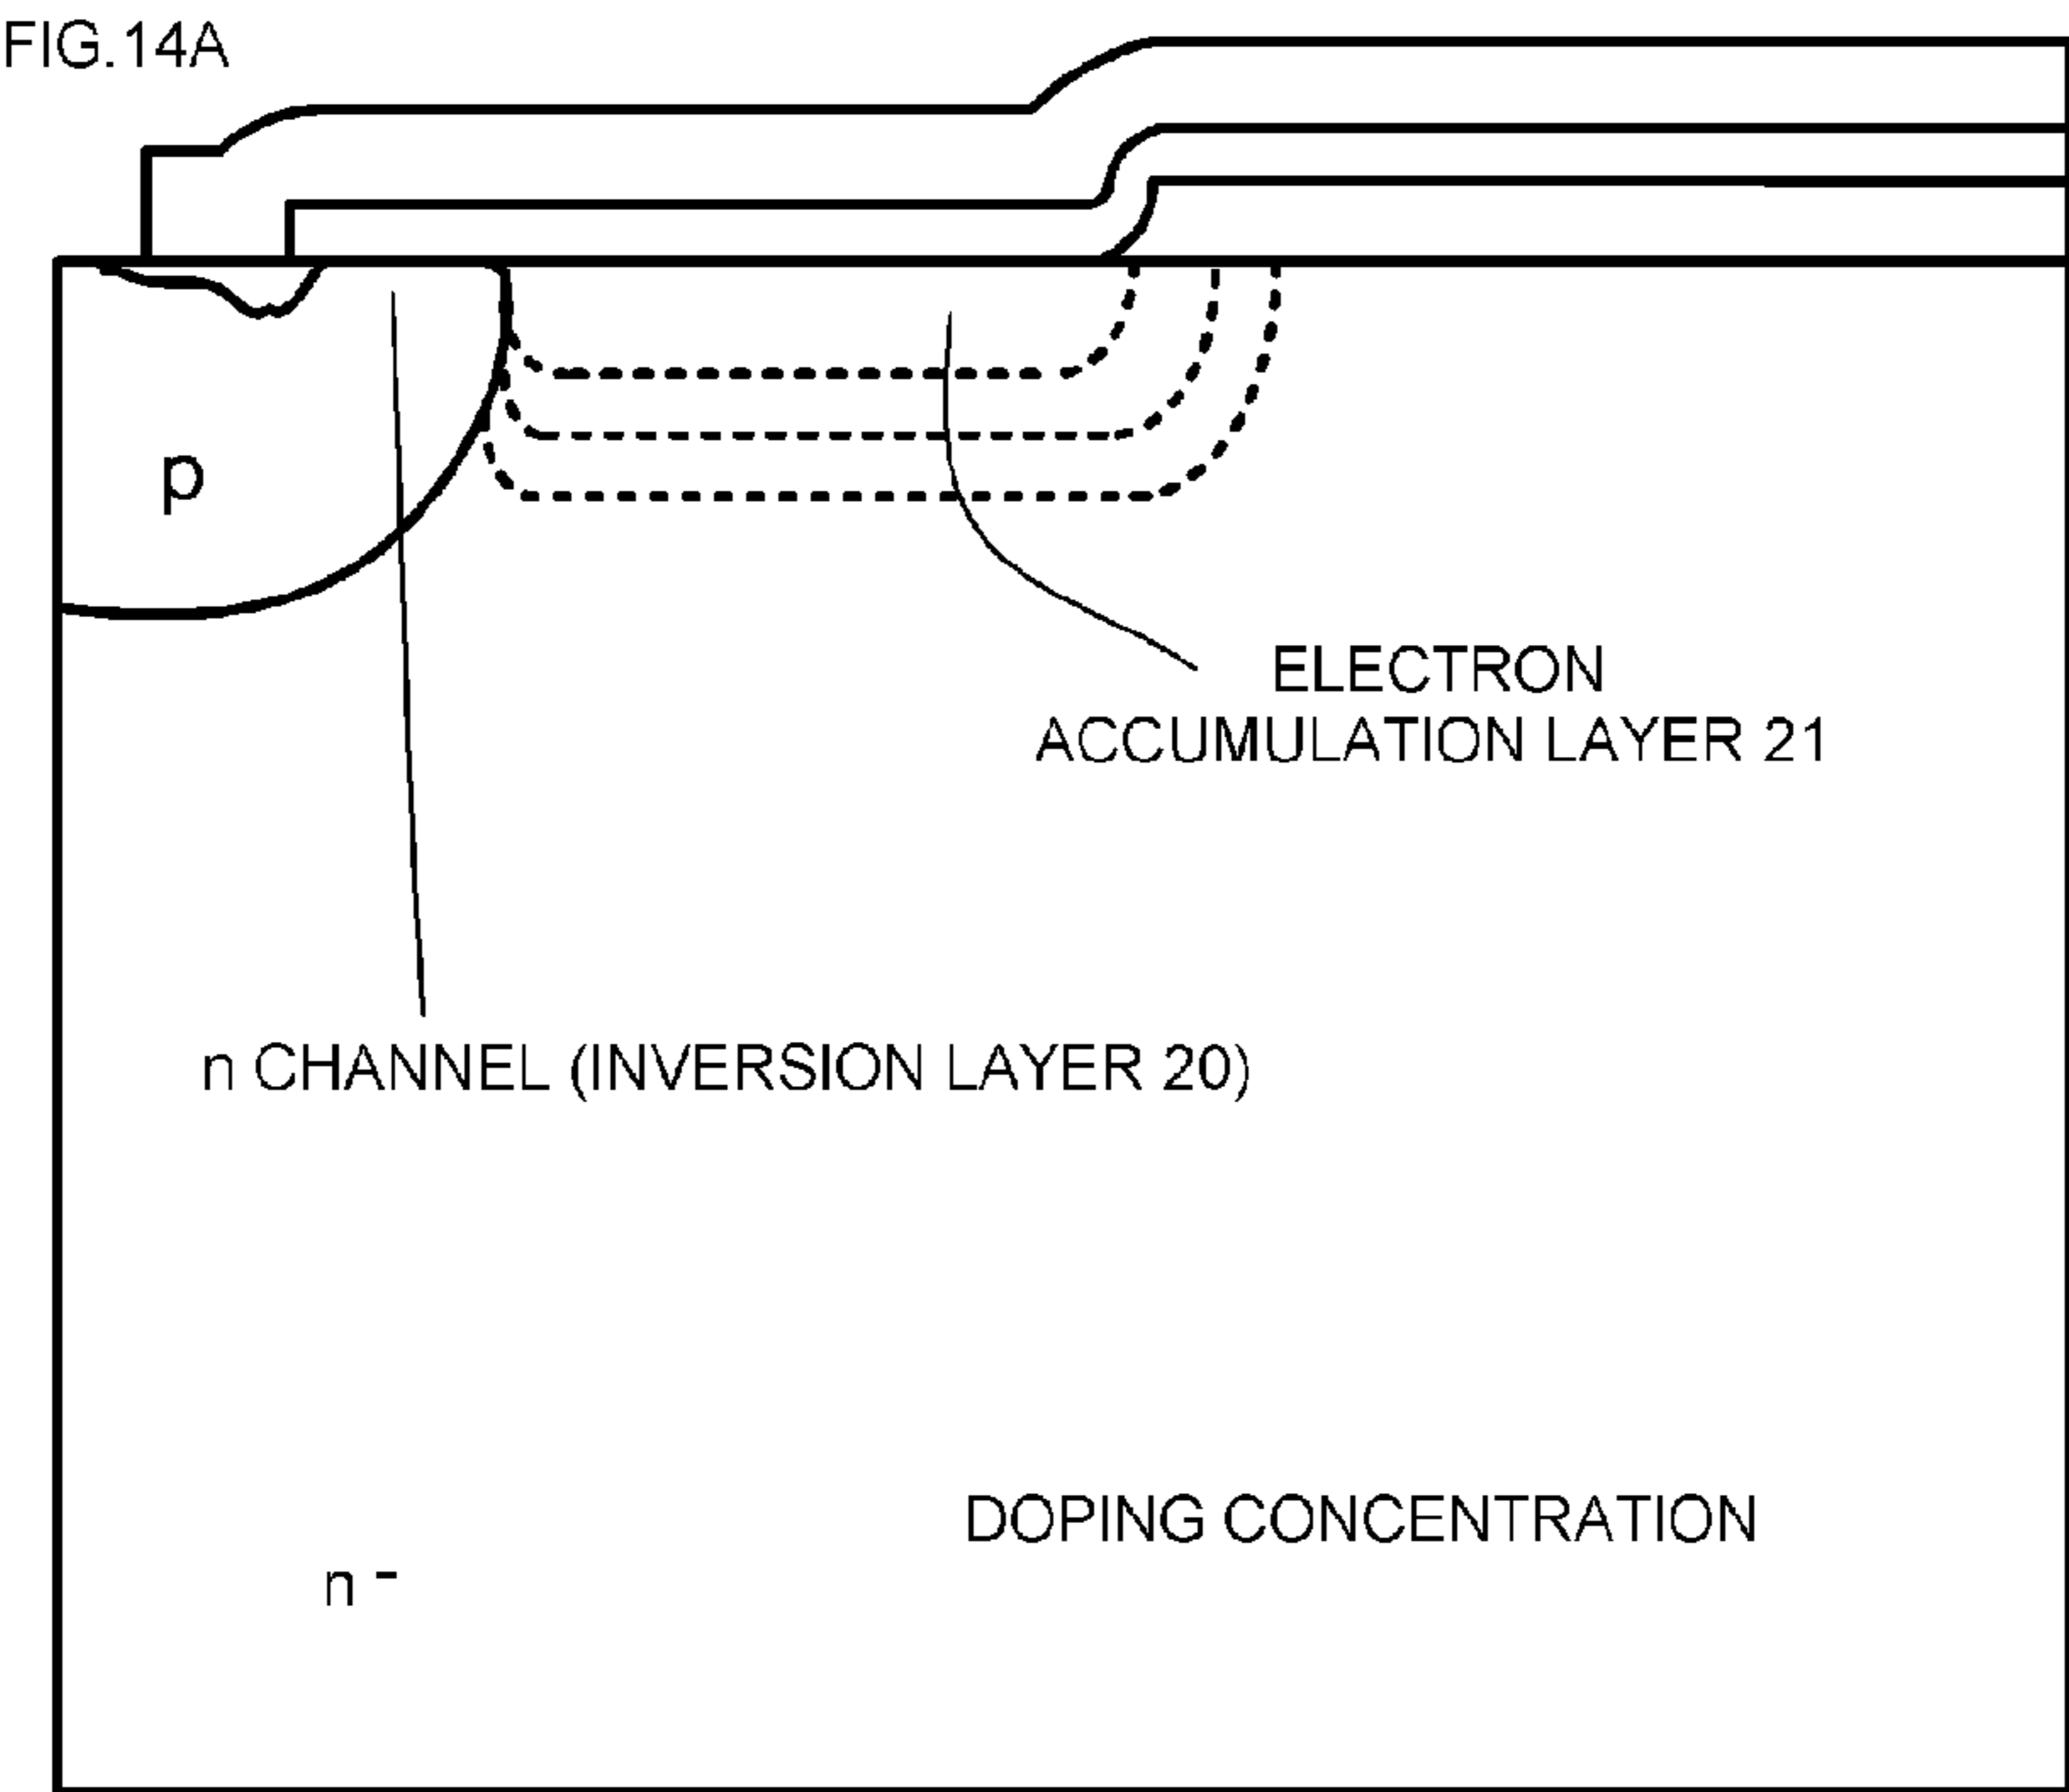 FIG.14A
p
ELECTRON
ACCUMULATION LAYER 21
n CHANNEL (INVERSION LAYER 20)
DOPING CONCENTRATION
n -